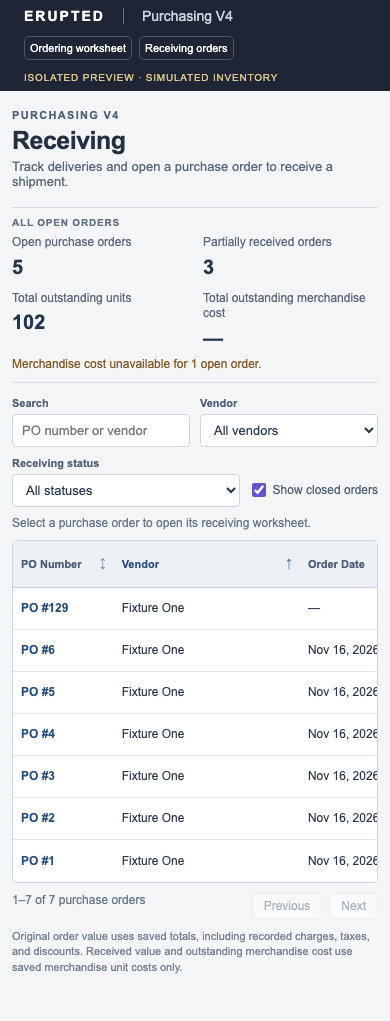 ERUPTED Purchasing V4
Ordering worksheet Receiving orders
ISOLATED PREVIEW · SIMULATED INVENTORY
PURCHASING V4
Receiving
Track deliveries and open a purchase order to receive a
shipment.
ALL OPEN ORDERS
Open purchase orders
5
Partially received orders
3
Total outstanding units
102
Total outstanding merchandise
cost
—
Merchandise cost unavailable for 1 open order.
Search
PO number or vendor
Vendor
All vendors
Receiving status
All statuses
Show closed orders
Select a purchase order to open its receiving worksheet.
PO Number ↕ Vendor ↑ Order Date
PO #129 Fixture One —
PO #6 Fixture One Nov 16, 2026
PO #5 Fixture One Nov 16, 2026
PO #4 Fixture One Nov 16, 2026
PO #3 Fixture One Nov 16, 2026
PO #2 Fixture One Nov 16, 2026
PO #1 Fixture One Nov 16, 2026
1–7 of 7 purchase orders
Previous Next
Original order value uses saved totals, including recorded charges, taxes,
and discounts. Received value and outstanding merchandise cost use
saved merchandise unit costs only.